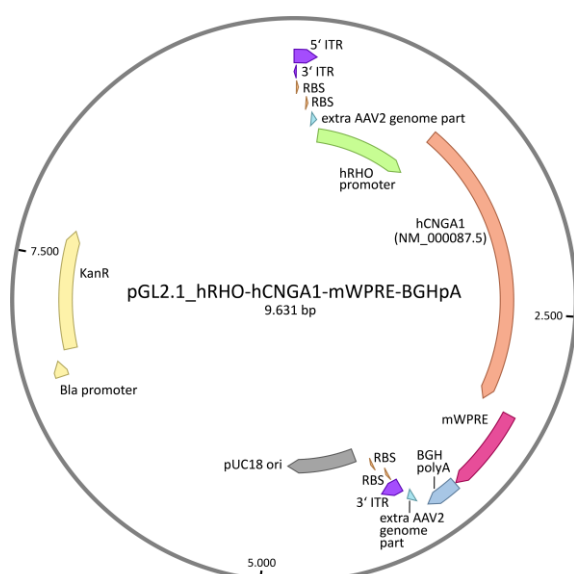 5‘ ITR
3‘ ITR
RBS
RBS
extra AAV2 genome part
hRHO
promoter
hCNGA1
(NM_000087.5)
7.500
KanR
pGL2.1_hRHO-hCNGA1-mWPRE-BGHpA
9.631 bp
2.500
Bla promoter
mWPRE
BGH
polyA
RBS
pUC18 ori
RBS
3‘ ITR
extra AAV2
genome
part
5.000